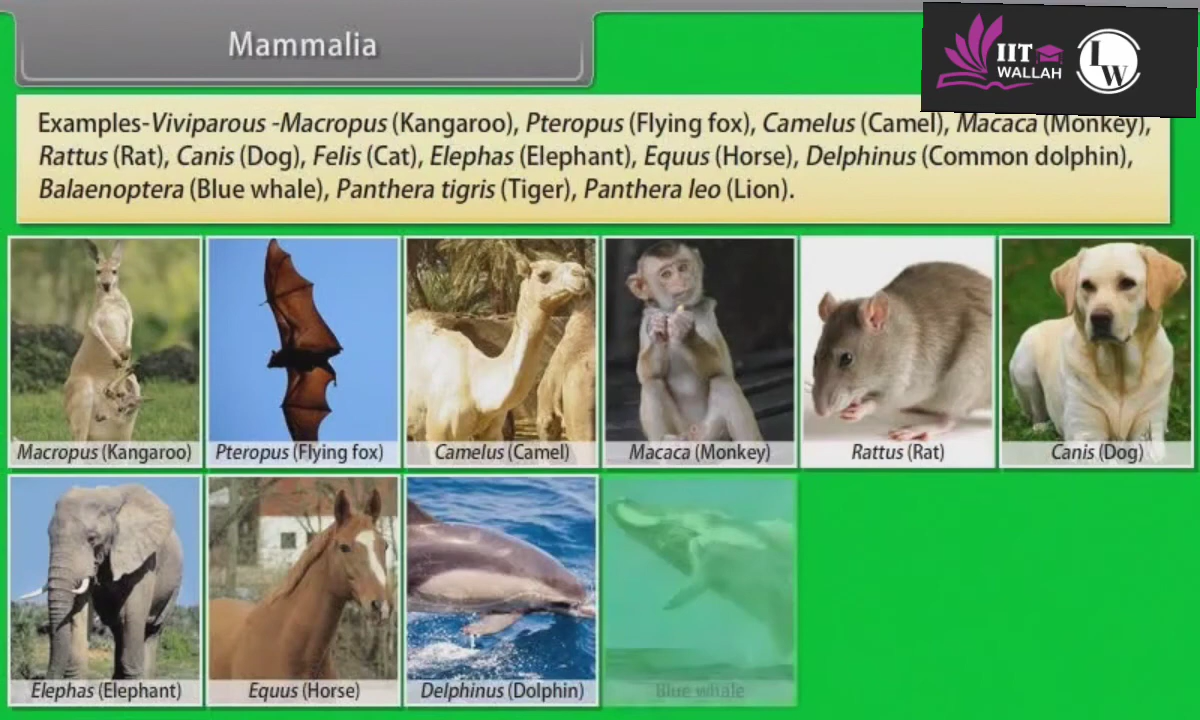 Mammalia
IIT
WALLAH
LW
Examples-Viviparous -Macropus (Kangaroo), Pteropus (Flying fox), Camelus (Camel), Macaca (Monkey),
Rattus (Rat), Canis (Dog), Felis (Cat), Elephas (Elephant), Equus (Horse), Delphinus (Common dolphin),
Balaenoptera (Blue whale), Panthera tigris (Tiger), Panthera leo (Lion).
Macropus (Kangaroo)
Pteropus (Flying fox)
Camelus (Camel)
Macaca (Monkey)
Rattus (Rat)
Canis (Dog)
Elephas (Elephant)
Equus (Horse)
Delphinus (Dolphin)
Blue whale